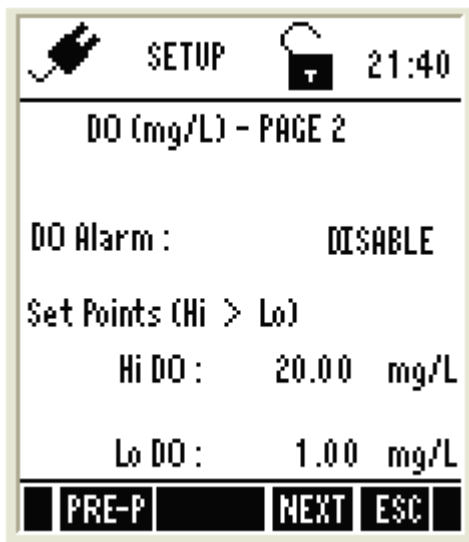 SETUP 21:40
DO (mg/L) - PAGE 2
DO Alarm : DISABLE
Set Points (Hi > Lo)
Hi DO : 20.00 mg/L
Lo DO : 1.00 mg/L
PRE-P NEXT ESC